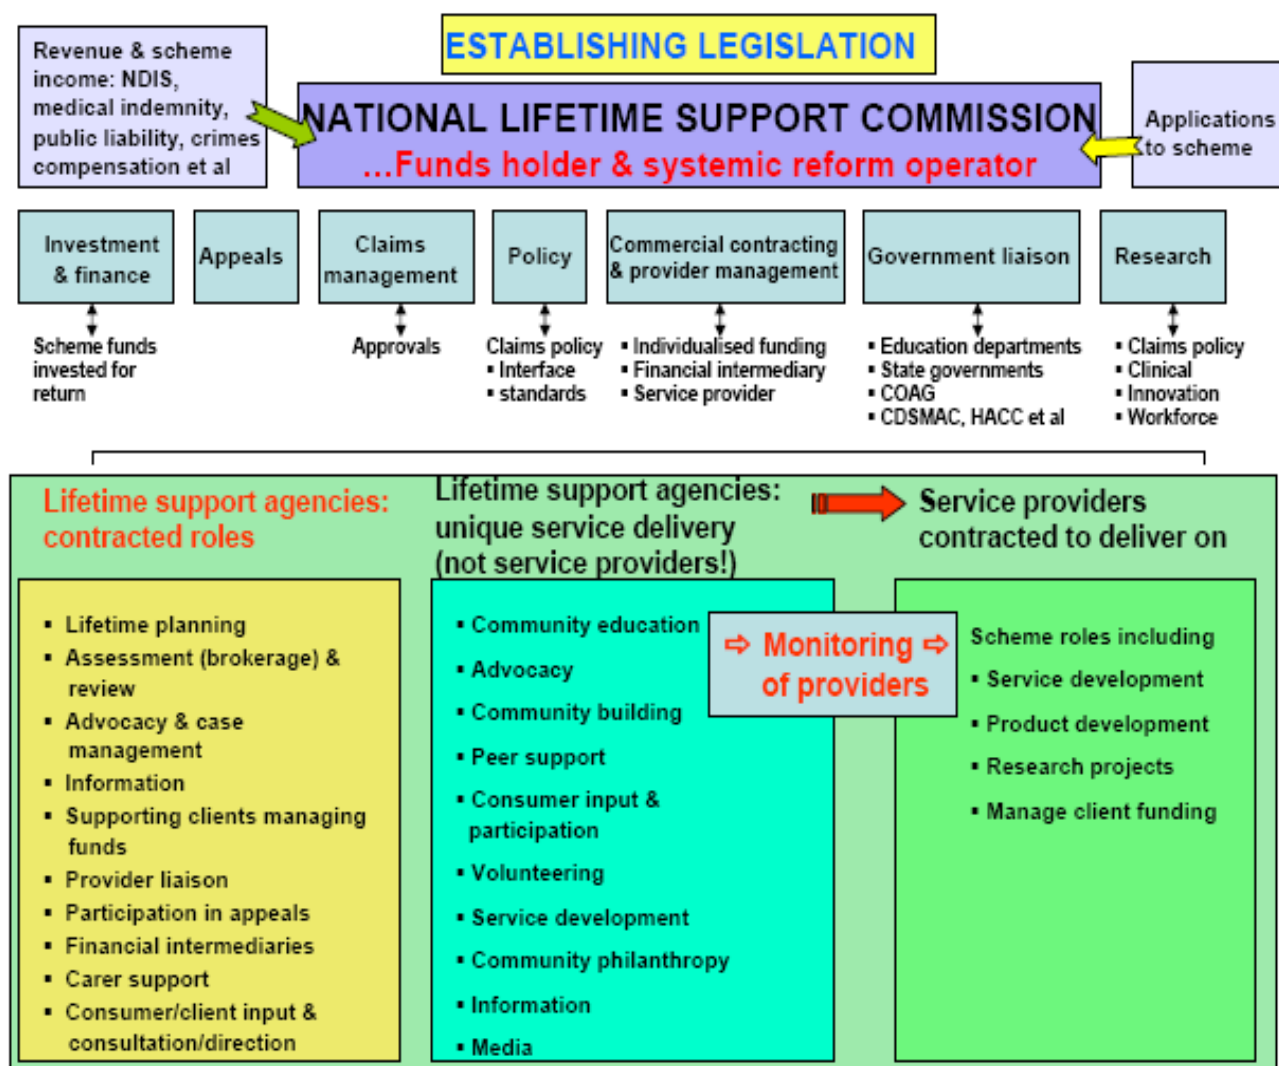 Revenue & scheme
income: NDIS,
medical indemnity,
public liability, crimes
compensation et al
ESTABLISHING LEGISLATION
NATIONAL LIFETIME SUPPORT COMMISSION
...Funds holder & systemic reform operator
Applications
to scheme
Investment
& finance
Appeals
Claims
management
Policy
Commercial contracting
& provider management
Government liaison
Research
Scheme funds
invested for
return
Approvals
Claims policy
▪ Interface
▪ standards
▪ Individualised funding
▪ Financial intermediary
▪ Service provider
▪ Education departments
▪ State governments
▪ COAG
▪ CDSMAC, HACC et al
▪ Claims policy
▪ Clinical
▪ Innovation
▪ Workforce
Lifetime support agencies:
contracted roles
▪ Lifetime planning
▪ Assessment (brokerage) &
review
▪ Advocacy & case
management
▪ Information
▪ Supporting clients managing
funds
▪ Provider liaison
▪ Participation in appeals
▪ Financial intermediaries
▪ Carer support
▪ Consumer/client input &
consultation/direction
Lifetime support agencies:
unique service delivery
(not service providers!)
▪ Community education
▪ Advocacy
▪ Community building
▪ Peer support
▪ Consumer input &
participation
▪ Volunteering
▪ Service development
▪ Community philanthropy
▪ Information
▪ Media
⇨ Monitoring ⇨
of providers
Service providers
contracted to deliver on
Scheme roles including
▪ Service development
▪ Product development
▪ Research projects
▪ Manage client funding